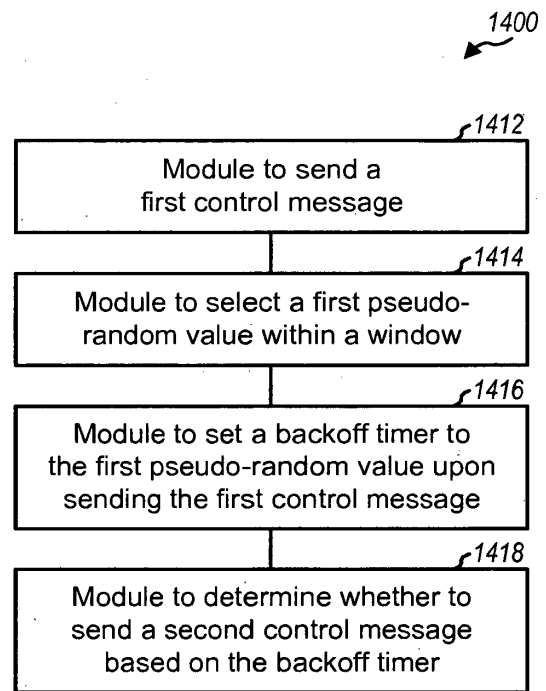 1400
1412
Module to send a
first control message
1414
Module to select a first pseudo-
random value within a window
1416
Module to set a backoff timer to
the first pseudo-random value upon
sending the first control message
1418
Module to determine whether to
send a second control message
based on the backoff timer